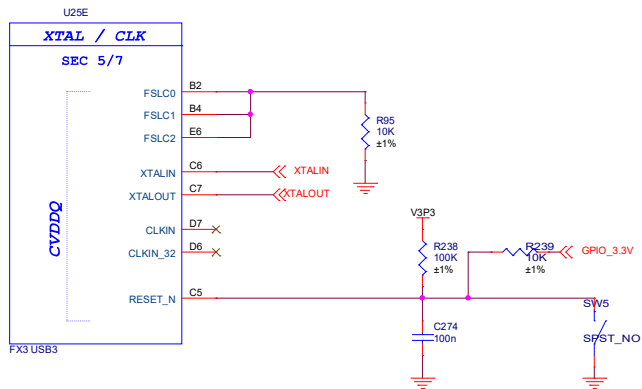 U25E
XTAL / CLK
SEC 5/7
FSLC0 B2
FSLC1 B4
FSLC2 E6
R95
10K
±1%
XTALIN C6 XTALIN
XTALOUT C7 XTALOUT
CVDDQ
CLKIN D7
CLKIN_32 D6
V3P3
R238
100K
±1%
R239
10K
±1%
GPIO_3.3V
RESET_N C5
SW5
SPST_NO
C274
100n
FX3 USB3